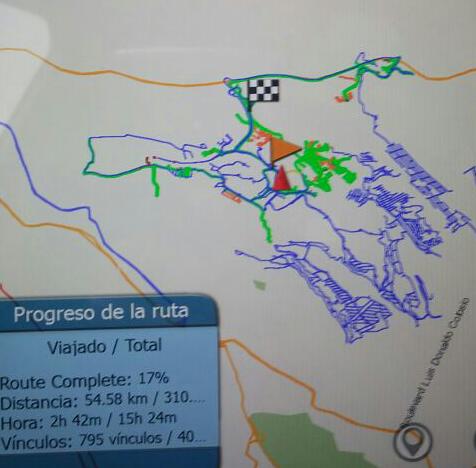 Progreso de la ruta
Viajado / Total
Route Complete: 17%
Distancia: 54.58 km / 310....
Hora: 2h 42m / 15h 24m
Vínculos: 795 vínculos / 40...
Boulevard Luis Donaldo Colosio